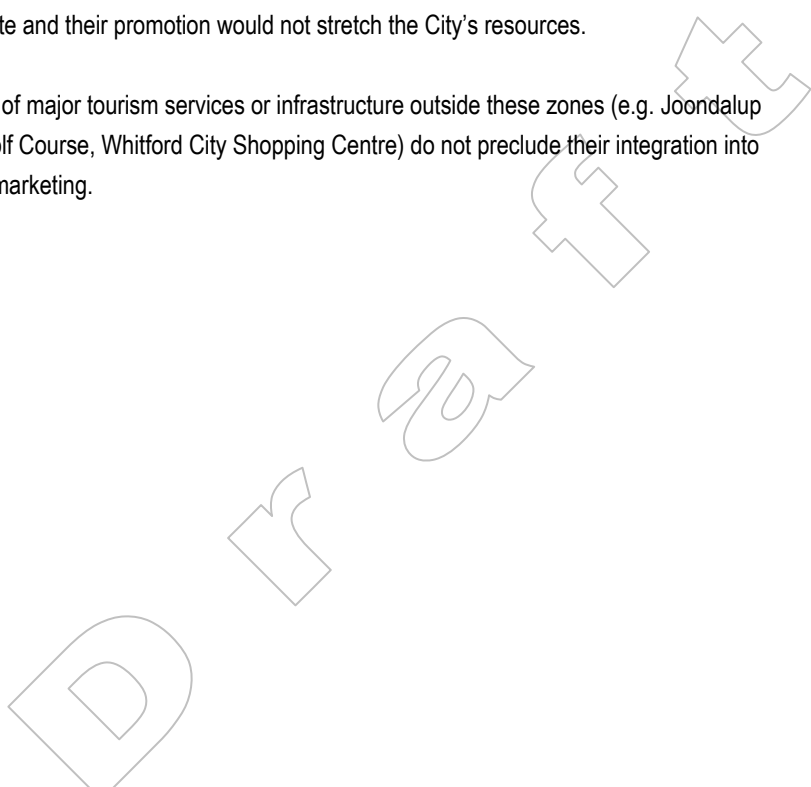 te and their promotion would not stretch the City’s resources.
of major tourism services or infrastructure outside these zones (e.g. Joondalup
lf Course, Whitford City Shopping Centre) do not preclude their integration into
marketing.
Draft